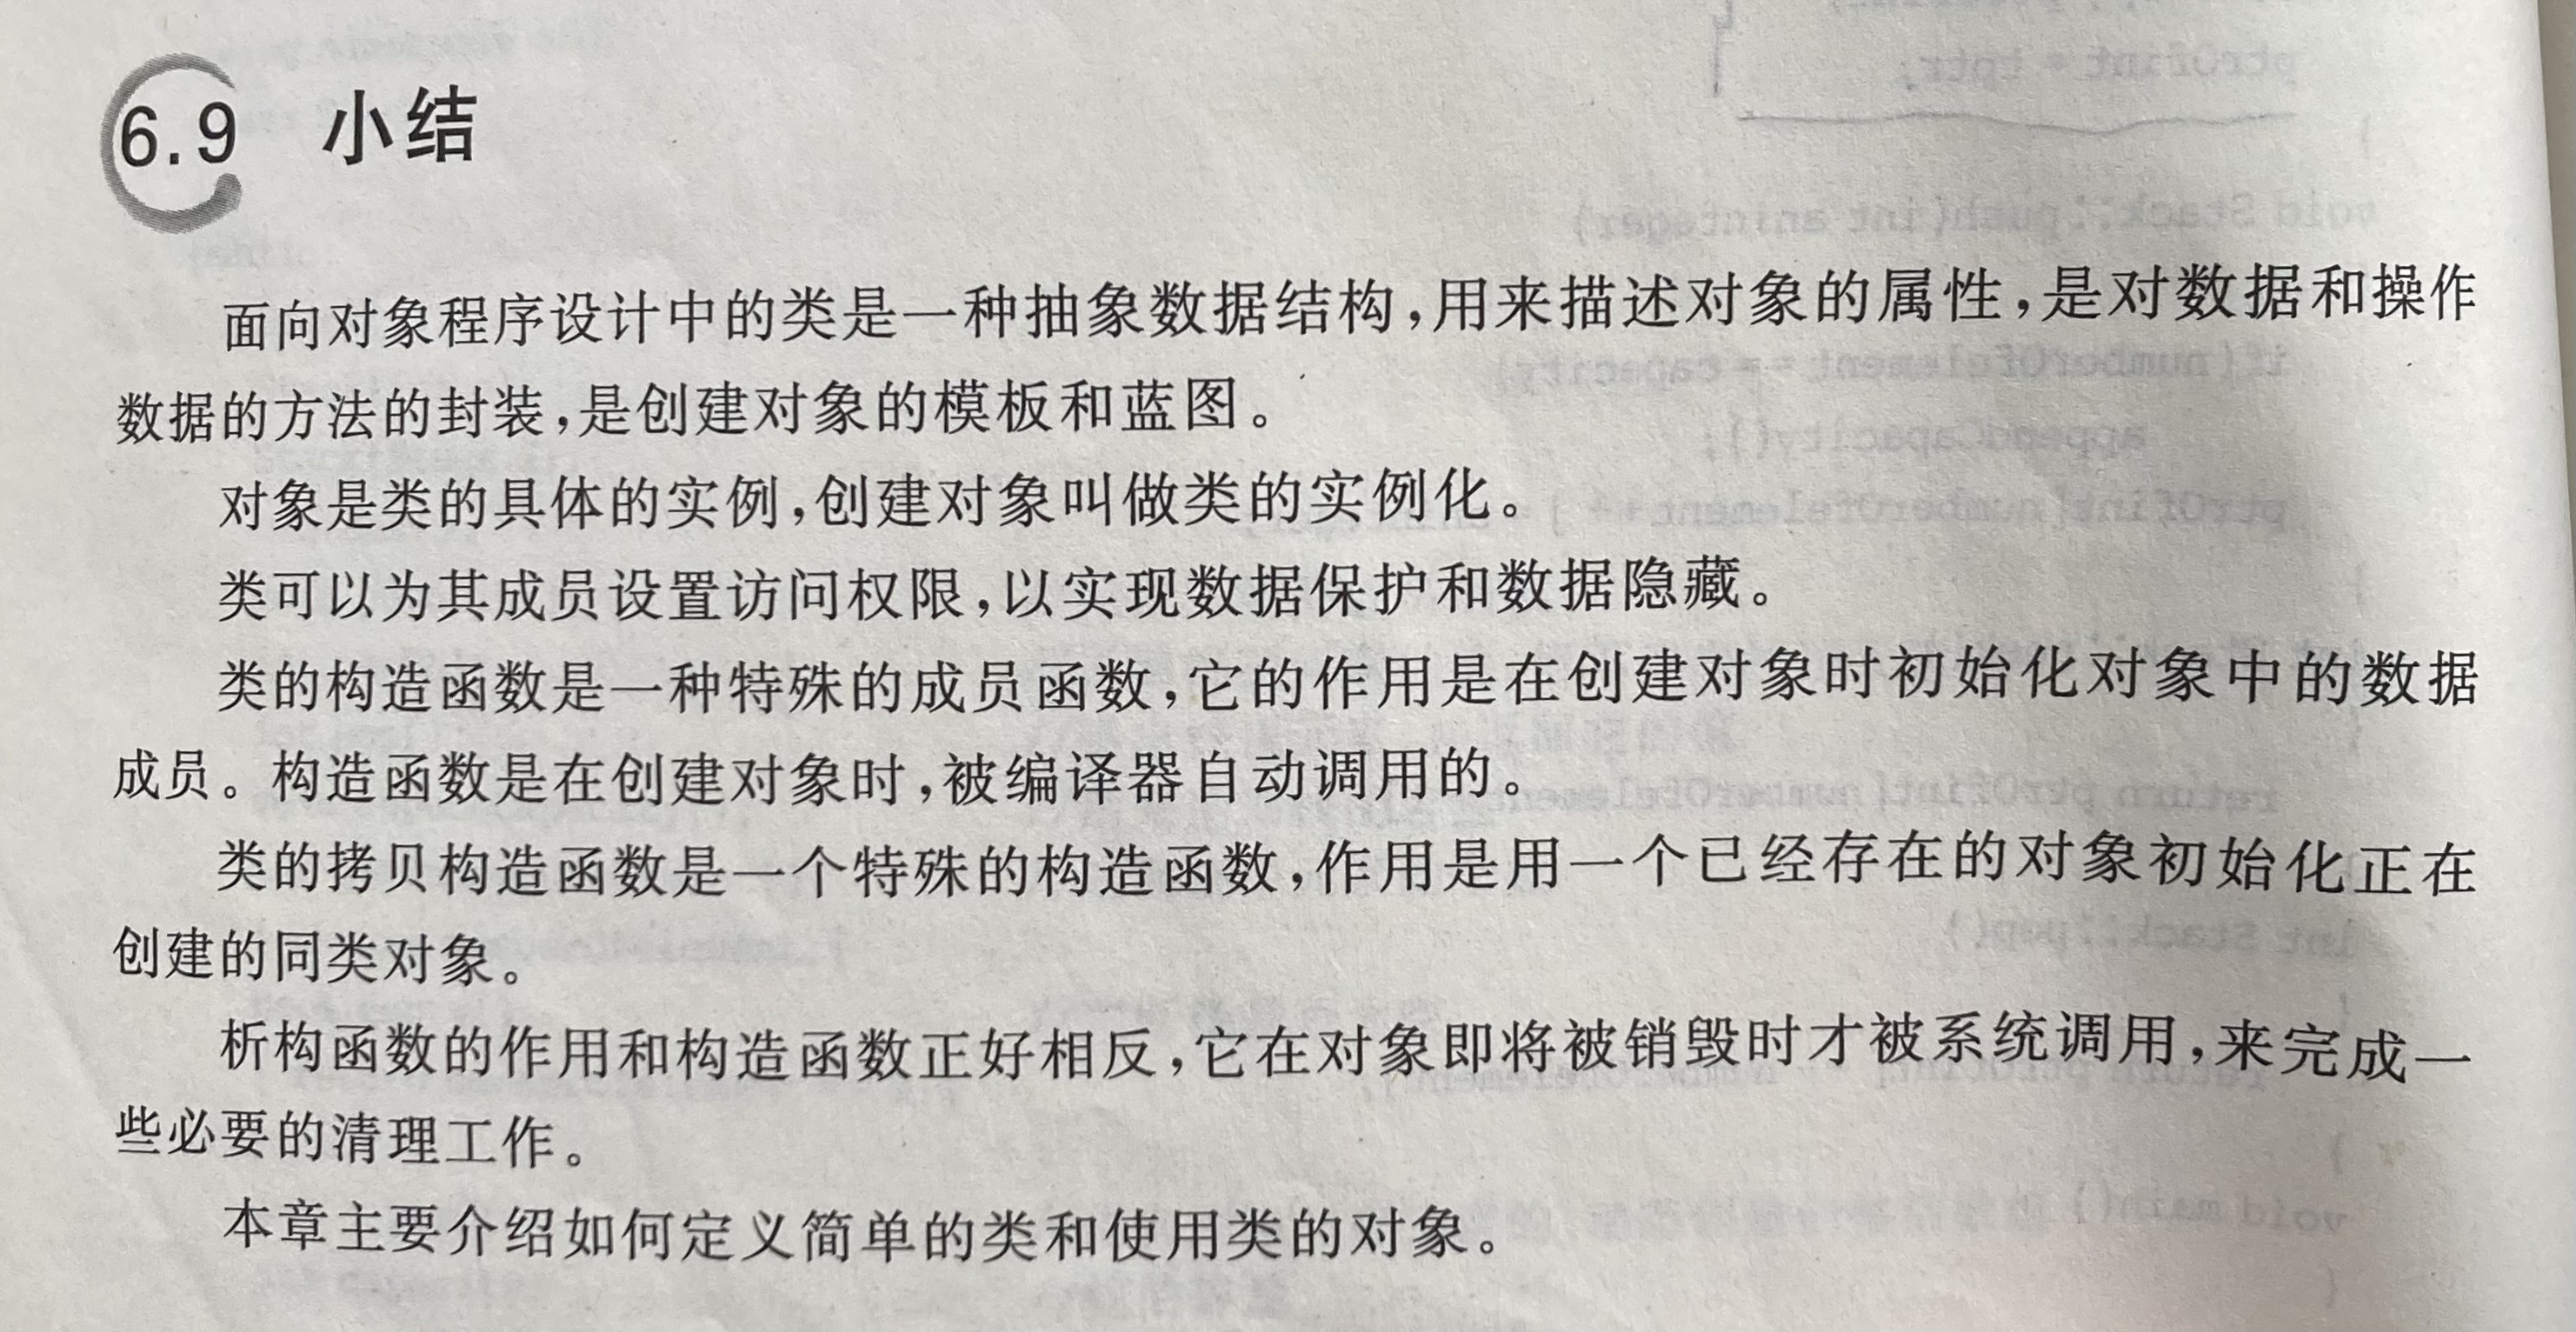 6.9 小结
面向对象程序设计中的类是一种抽象数据结构,用来描述对象的属性,是对数据和操作
数据的方法的封装,是创建对象的模板和蓝图。
对象是类的具体的实例,创建对象叫做类的实例化。
类可以为其成员设置访问权限,以实现数据保护和数据隐藏。
类的构造函数是一种特殊的成员函数,它的作用是在创建对象时初始化对象中的数据
成员。构造函数是在创建对象时,被编译器自动调用的。
类的拷贝构造函数是一个特殊的构造函数,作用是用一个已经存在的对象初始化正在
创建的同类对象。
析构函数的作用和构造函数正好相反,它在对象即将被销毁时才被系统调用,来完成一
些必要的清理工作。
本章主要介绍如何定义简单的类和使用类的对象。